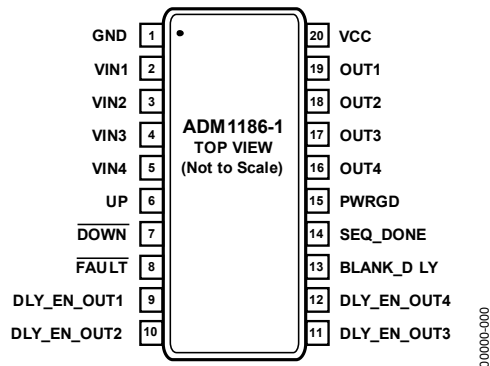 GND 1
VIN1 2
VIN2 3
VIN3 4
VIN4 5
UP 6
DOWN 7
FAULT 8
DLY_EN_OUT1 9
DLY_EN_OUT2 10
ADM1186-1
TOP VIEW
(Not to Scale)
20 VCC
19 OUT1
18 OUT2
17 OUT3
16 OUT4
15 PWRGD
14 SEQ_DONE
13 BLANK_D LY
12 DLY_EN_OUT4
11 DLY_EN_OUT3
00000-000